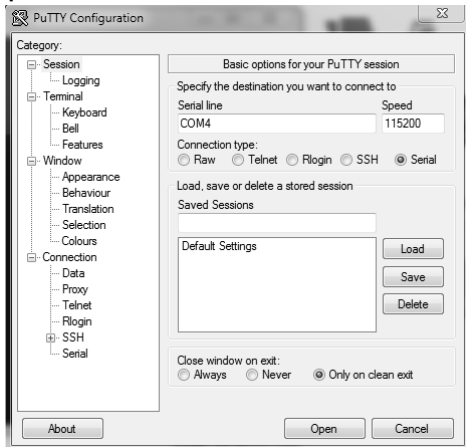 PuTTY Configuration
Category:
Session
Logging
Terminal
Keyboard
Bell
Features
Window
Appearance
Behaviour
Translation
Selection
Colours
Connection
Data
Proxy
Telnet
Rlogin
SSH
Serial
Basic options for your PuTTY session
Specify the destination you want to connect to
Serial line Speed
COM4 115200
Connection type:
Raw Telnet Rlogin SSH Serial
Load, save or delete a stored session
Saved Sessions
Default Settings
Load
Save
Delete
Close window on exit:
Always Never Only on clean exit
About Open Cancel